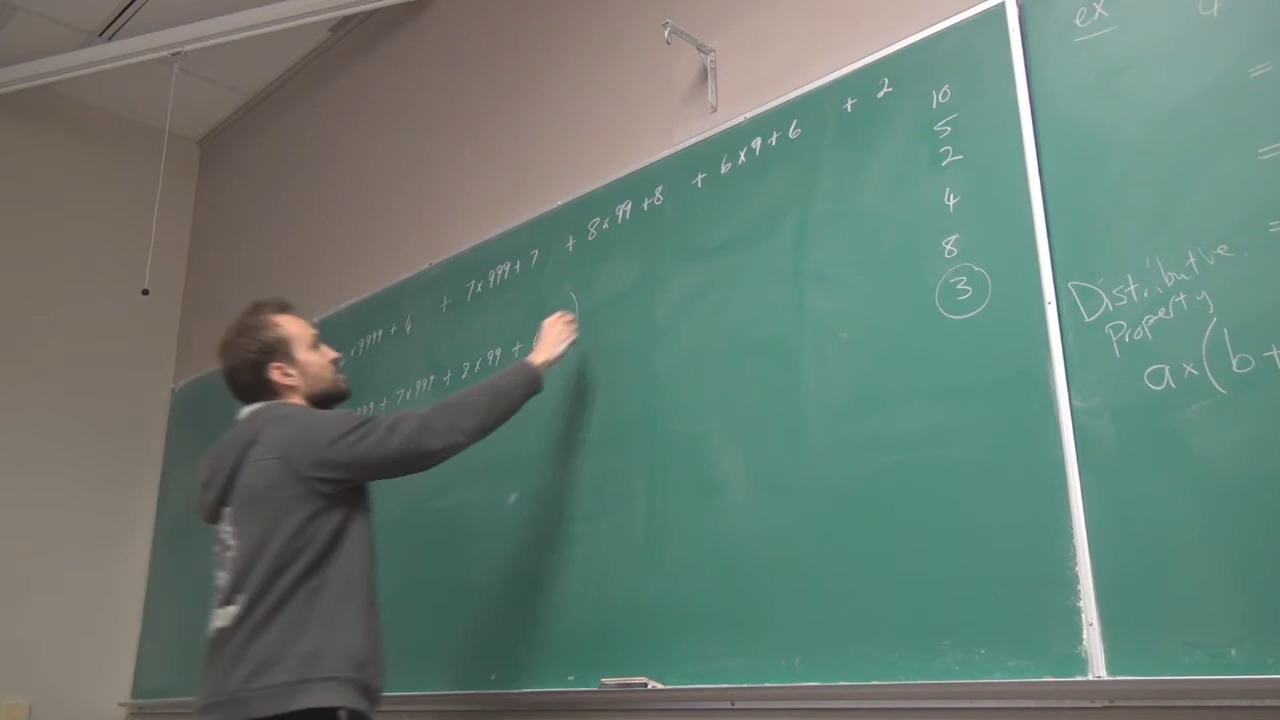 ×9999 + 4 + 7×999+7 + 8×99 +8 + 6×9+6 + 2
999 + 7×999 + 8×99 +
)
10
5
2
4
8
3
ex
=
=
=
Distributive
Property
a×(b+